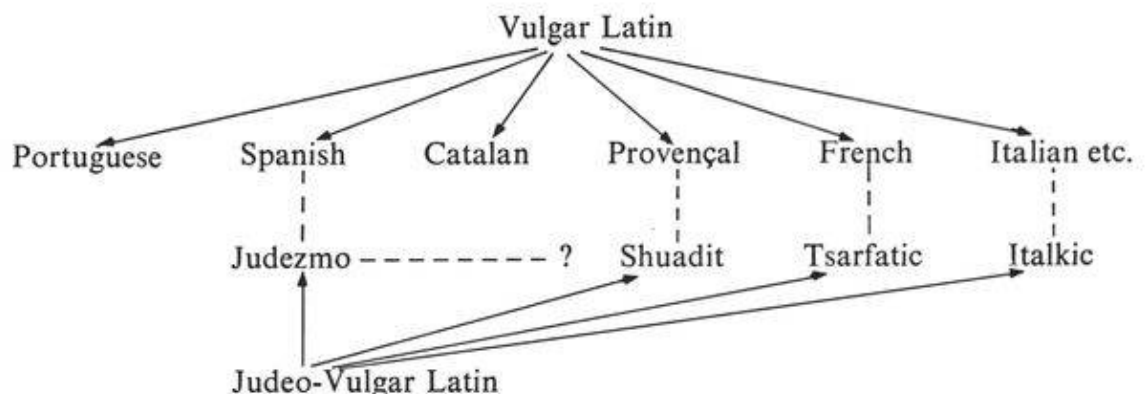 Vulgar Latin
Portuguese Spanish Catalan Provençal French Italian etc.
Judezmo ? Shuadit Tsarfatic Italkic
Judeo-Vulgar Latin